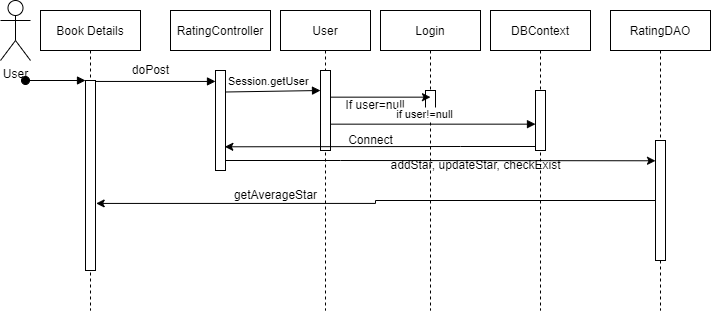 Book Details
RatingController
User
Login
DBContext
RatingDAO
User
doPost
Session.getUser
If user=null
if user!=null
Connect
addStar, updateStar, checkExist
getAverageStar